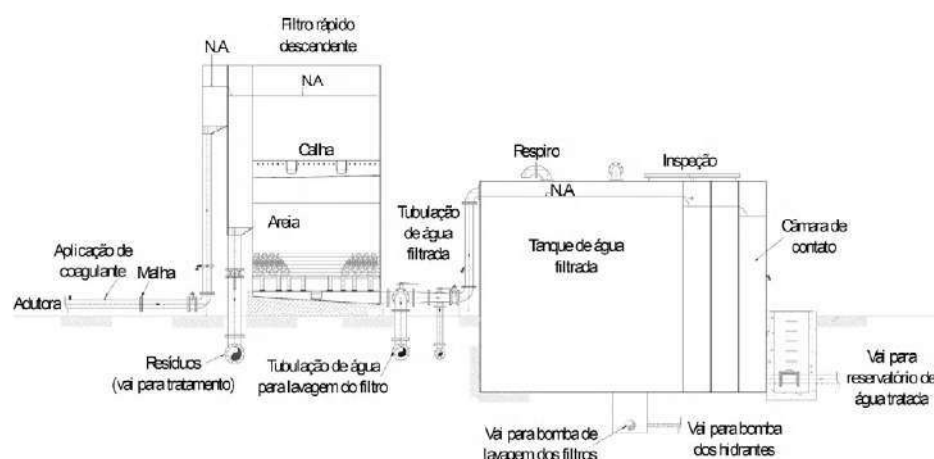 Filtro rápido
descendente
N.A.
N.A.
Calha
Areia
Aplicação de
coagulante
Malha
Adutora
Resíduos
(vai para tratamento)
Tubulação de água
para lavagem do filtro
Tubulação
de água
filtrada
Respiro
Inspeção
N.A.
Tanque de água
filtrada
Câmara de
contato
Vai para
reservatório de
água tratada
Vai para bomba de
lavagem dos filtros
Vai para bomba
dos hidrantes